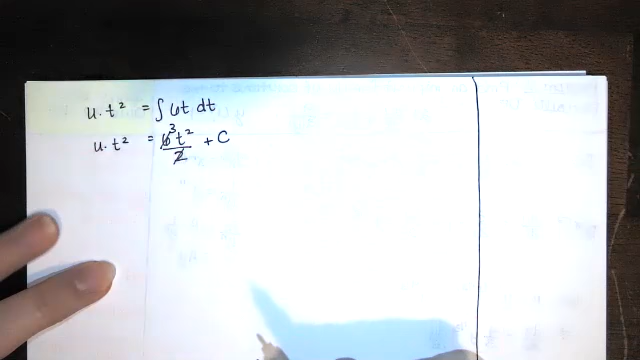 u. t² = ∫ 6t dt
u. t² = 6³t²/2 + C